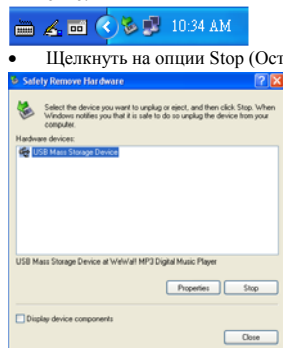 10:34 AM
• Щелкнуть на опции Stop (Ост
Safely Remove Hardware
Select the device you want to unplug or eject, and then click Stop. When
Windows notifies you that it is safe to do so unplug the device from your
computer.
Hardware devices:
USB Mass Storage Device
USB Mass Storage Device at WeWa!! MP3 Digital Music Player
Properties Stop
Display device components
Close